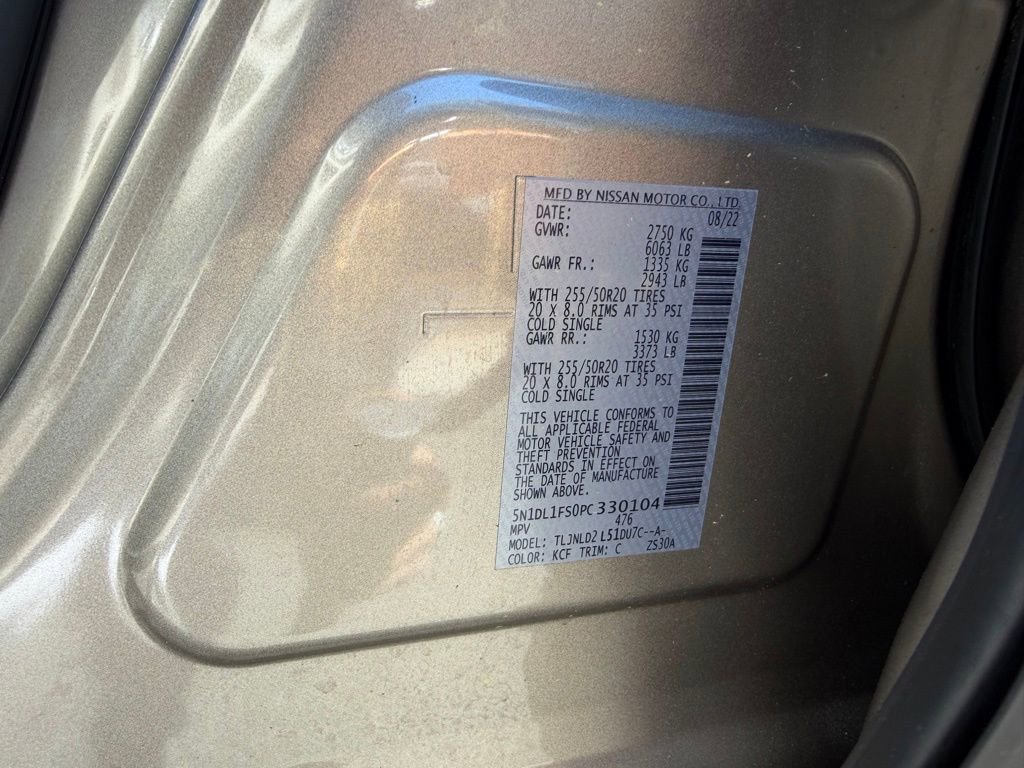 MFD BY NISSAN MOTOR CO., LTD.
DATE: 08/22
GVWR: 2750 KG
6063 LB
GAWR FR.: 1335 KG
2943 LB
WITH 255/50R20 TIRES
20 X 8.0 RIMS AT 35 PSI
COLD SINGLE
GAWR RR.: 1530 KG
3373 LB
WITH 255/50R20 TIRES
20 X 8.0 RIMS AT 35 PSI
COLD SINGLE
THIS VEHICLE CONFORMS TO
ALL APPLICABLE FEDERAL
MOTOR VEHICLE SAFETY AND
THEFT PREVENTION
STANDARDS IN EFFECT ON
THE DATE OF MANUFACTURE
SHOWN ABOVE.
5N1DL1FS0PC330104
MPV 476
MODEL: TLJNLD2 L51DU7C--A-
COLOR: KCF TRIM: C ZS30A